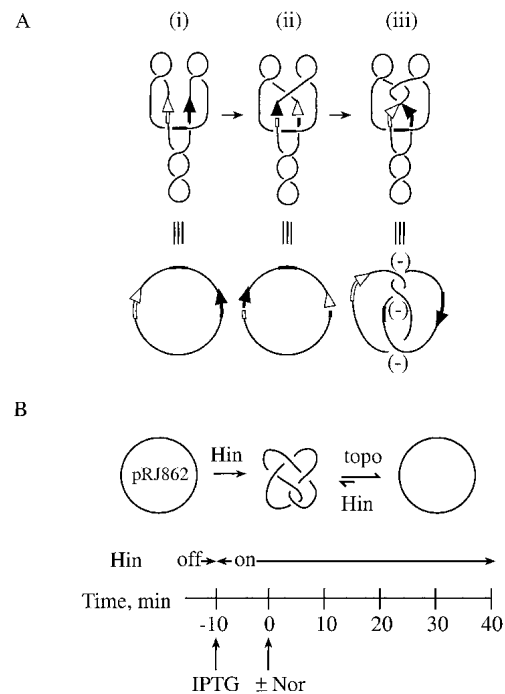 A
(i) (ii) (iii)
(-)
(-)
(-)
B
pRJ862 Hin topo
Hin
Hin off on
Time, min
-10 0 10 20 30 40
IPTG ± Nor